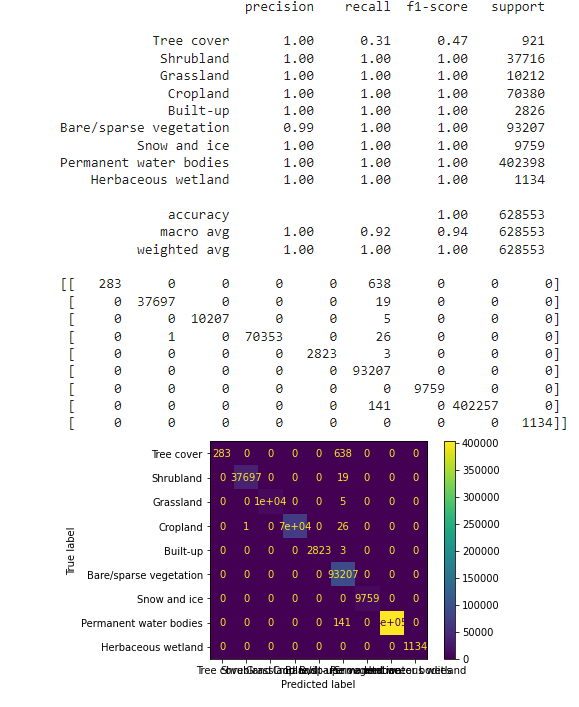 precision recall f1-score support
Tree cover 1.00 0.31 0.47 921
Shrubland 1.00 1.00 1.00 37716
Grassland 1.00 1.00 1.00 10212
Cropland 1.00 1.00 1.00 70380
Built-up 1.00 1.00 1.00 2826
Bare/sparse vegetation 0.99 1.00 1.00 93207
Snow and ice 1.00 1.00 1.00 9759
Permanent water bodies 1.00 1.00 1.00 402398
Herbaceous wetland 1.00 1.00 1.00 1134
accuracy 1.00 628553
macro avg 1.00 0.92 0.94 628553
weighted avg 1.00 1.00 1.00 628553
[[ 283 0 0 0 0 638 0 0 0]
[ 0 37697 0 0 0 19 0 0 0]
[ 0 0 10207 0 0 5 0 0 0]
[ 0 1 0 70353 0 26 0 0 0]
[ 0 0 0 0 2823 3 0 0 0]
[ 0 0 0 0 0 93207 0 0 0]
[ 0 0 0 0 0 0 9759 0 0]
[ 0 0 0 0 0 141 0 402257 0]
[ 0 0 0 0 0 0 0 0 1134]]
Tree cover 283 0 0 0 0 638 0 0 0 400000
Shrubland 0 37697 0 0 0 19 0 0 0 350000
Grassland 0 0 1e+04 0 0 5 0 0 0 300000
Cropland 0 1 0 7e+04 0 26 0 0 0 250000
Built-up 0 0 0 0 2823 3 0 0 0 200000
Bare/sparse vegetation 0 0 0 0 0 93207 0 0 0 150000
Snow and ice 0 0 0 0 0 0 9759 0 0 100000
Permanent water bodies 0 0 0 0 0 141 0 e+05 0 50000
Herbaceous wetland 0 0 0 0 0 0 0 0 1134 0
True label
Predicted label